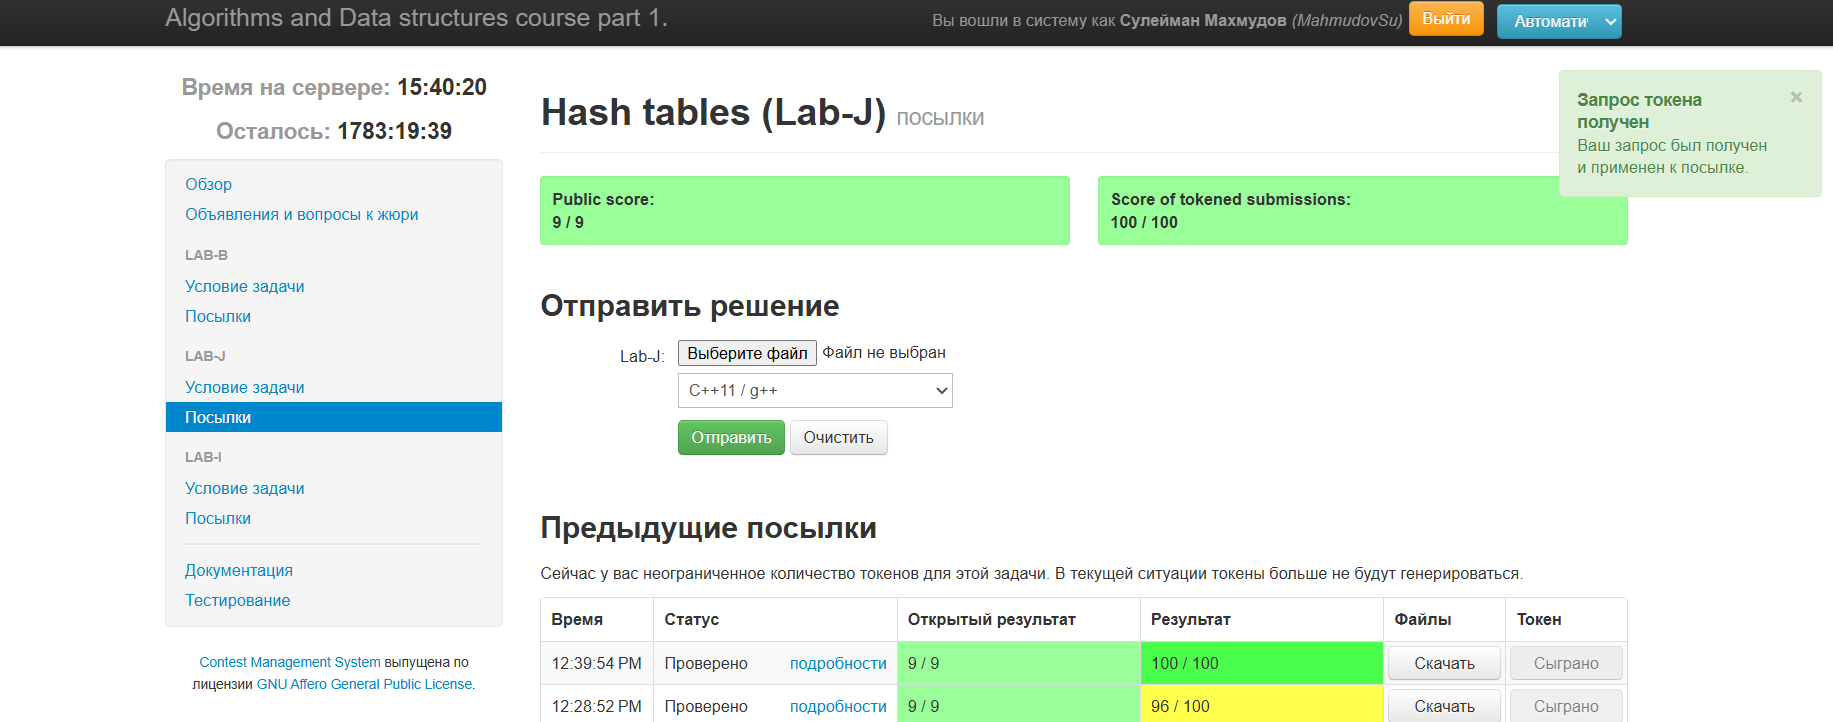 Algorithms and Data structures course part 1.
Вы вошли в систему как Сулейман Махмудов (MahmudovSu) Выйти
Время на сервере: 15:40:20
Осталось: 1783:19:39
Обзор
Объявления и вопросы к жюри
LAB-B
Условие задачи
Посылки
LAB-J
Условие задачи
Посылки
LAB-I
Условие задачи
Посылки
Документация
Тестирование
Contest Management System выпущена по
лицензии GNU Affero General Public License.
Hash tables (Lab-J) посылки
Запрос токена ×
получен
Ваш запрос был получен
и применен к посылке.
Public score:
9 / 9
Score of tokened submissions:
100 / 100
Отправить решение
Lab-J: Выберите файл Файл не выбран
C++11 / g++
Отправить Очистить
Предыдущие посылки
Сейчас у вас неограниченное количество токенов для этой задачи. В текущей ситуации токены больше не будут генерироваться.
Время Статус Открытый результат Результат Файлы Токен
12:39:54 PM Проверено подробности 9 / 9 100 / 100 Скачать Сыграно
12:28:52 PM Проверено подробности 9 / 9 96 / 100 Скачать Сыграно